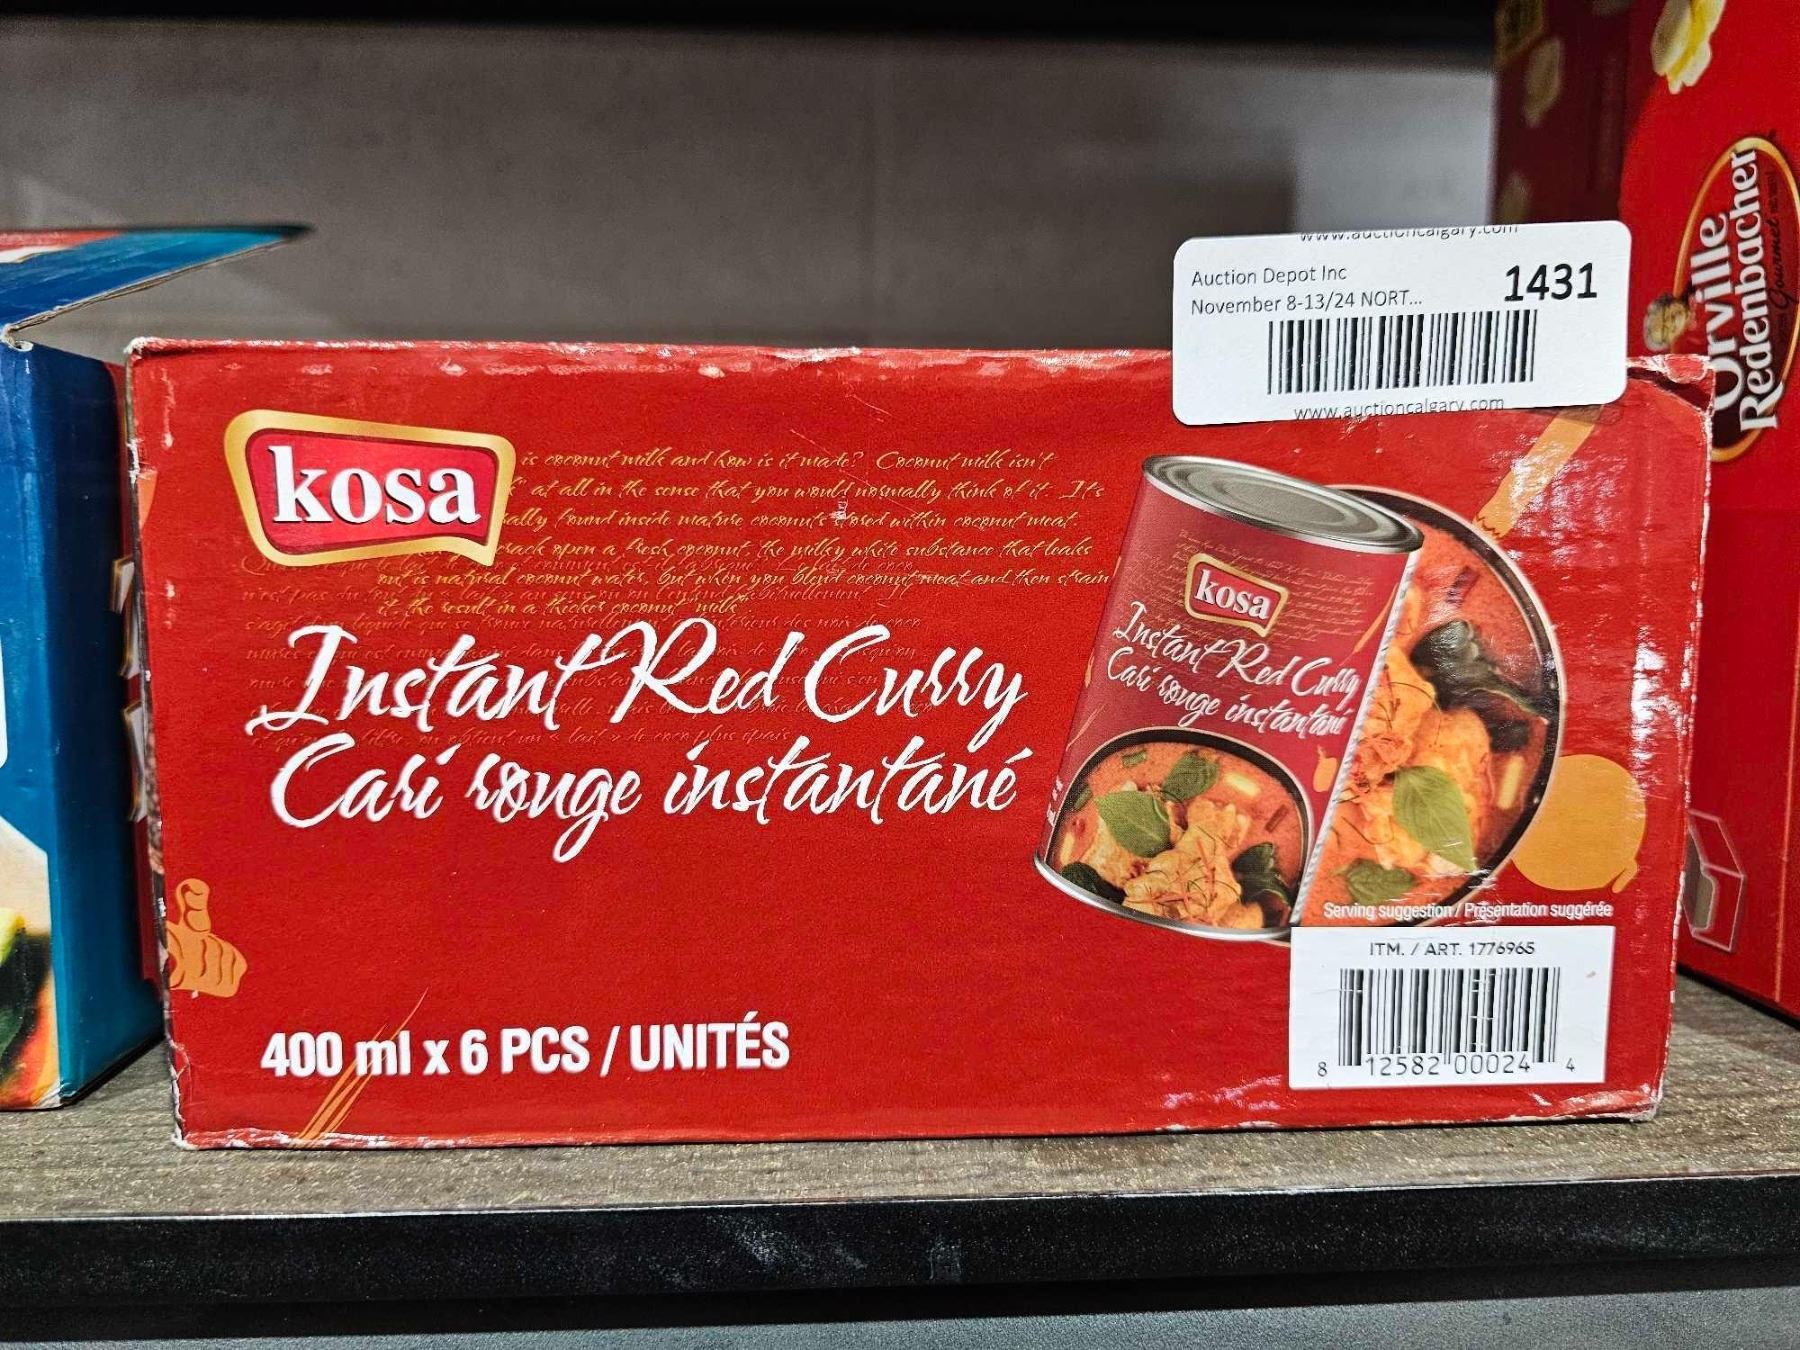 www.auctioncalgary.com
Auction Depot Inc
1431
November 8-13/24 NORT...
www.auctioncalgary.com
Orville
Redenbacher
Gourmet
kosa
is coconut milk and how is it made? Coconut milk isn't
at all in the sense that you would normally think of it. It's
ally found inside mature coconuts stored within coconut meat.
crack open a fresh coconut, the milky white substance that leaks
out is natural coconut water, but when you blend coconut meat and then strain
it, the result in a thicker coconut milk
Instant Red Curry
Cari rouge instantané
kosa
Instant Red Curry
Cari rouge instantané
Serving suggestion / Présentation suggérée
400 ml x 6 PCS / UNITÉS
ITM. / ART. 1776965
8 12582 00024 4